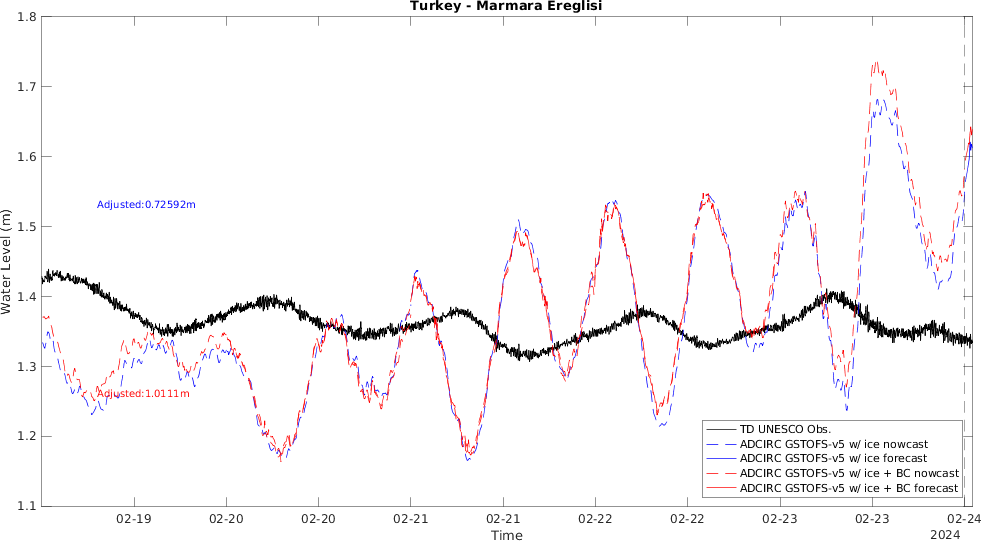 Turkey - Marmara Ereglisi
1.8
1.7
1.6
1.5
1.4
1.3
1.2
1.1
Water Level (m)
Adjusted:0.72592m
Adjusted:1.0111m
TD UNESCO Obs.
ADCIRC GSTOFS-v5 w/ ice nowcast
ADCIRC GSTOFS-v5 w/ ice forecast
ADCIRC GSTOFS-v5 w/ ice + BC nowcast
ADCIRC GSTOFS-v5 w/ ice + BC forecast
02-19 02-20 02-20 02-21 02-21 02-22 02-22 02-23 02-23 02-24
Time
2024